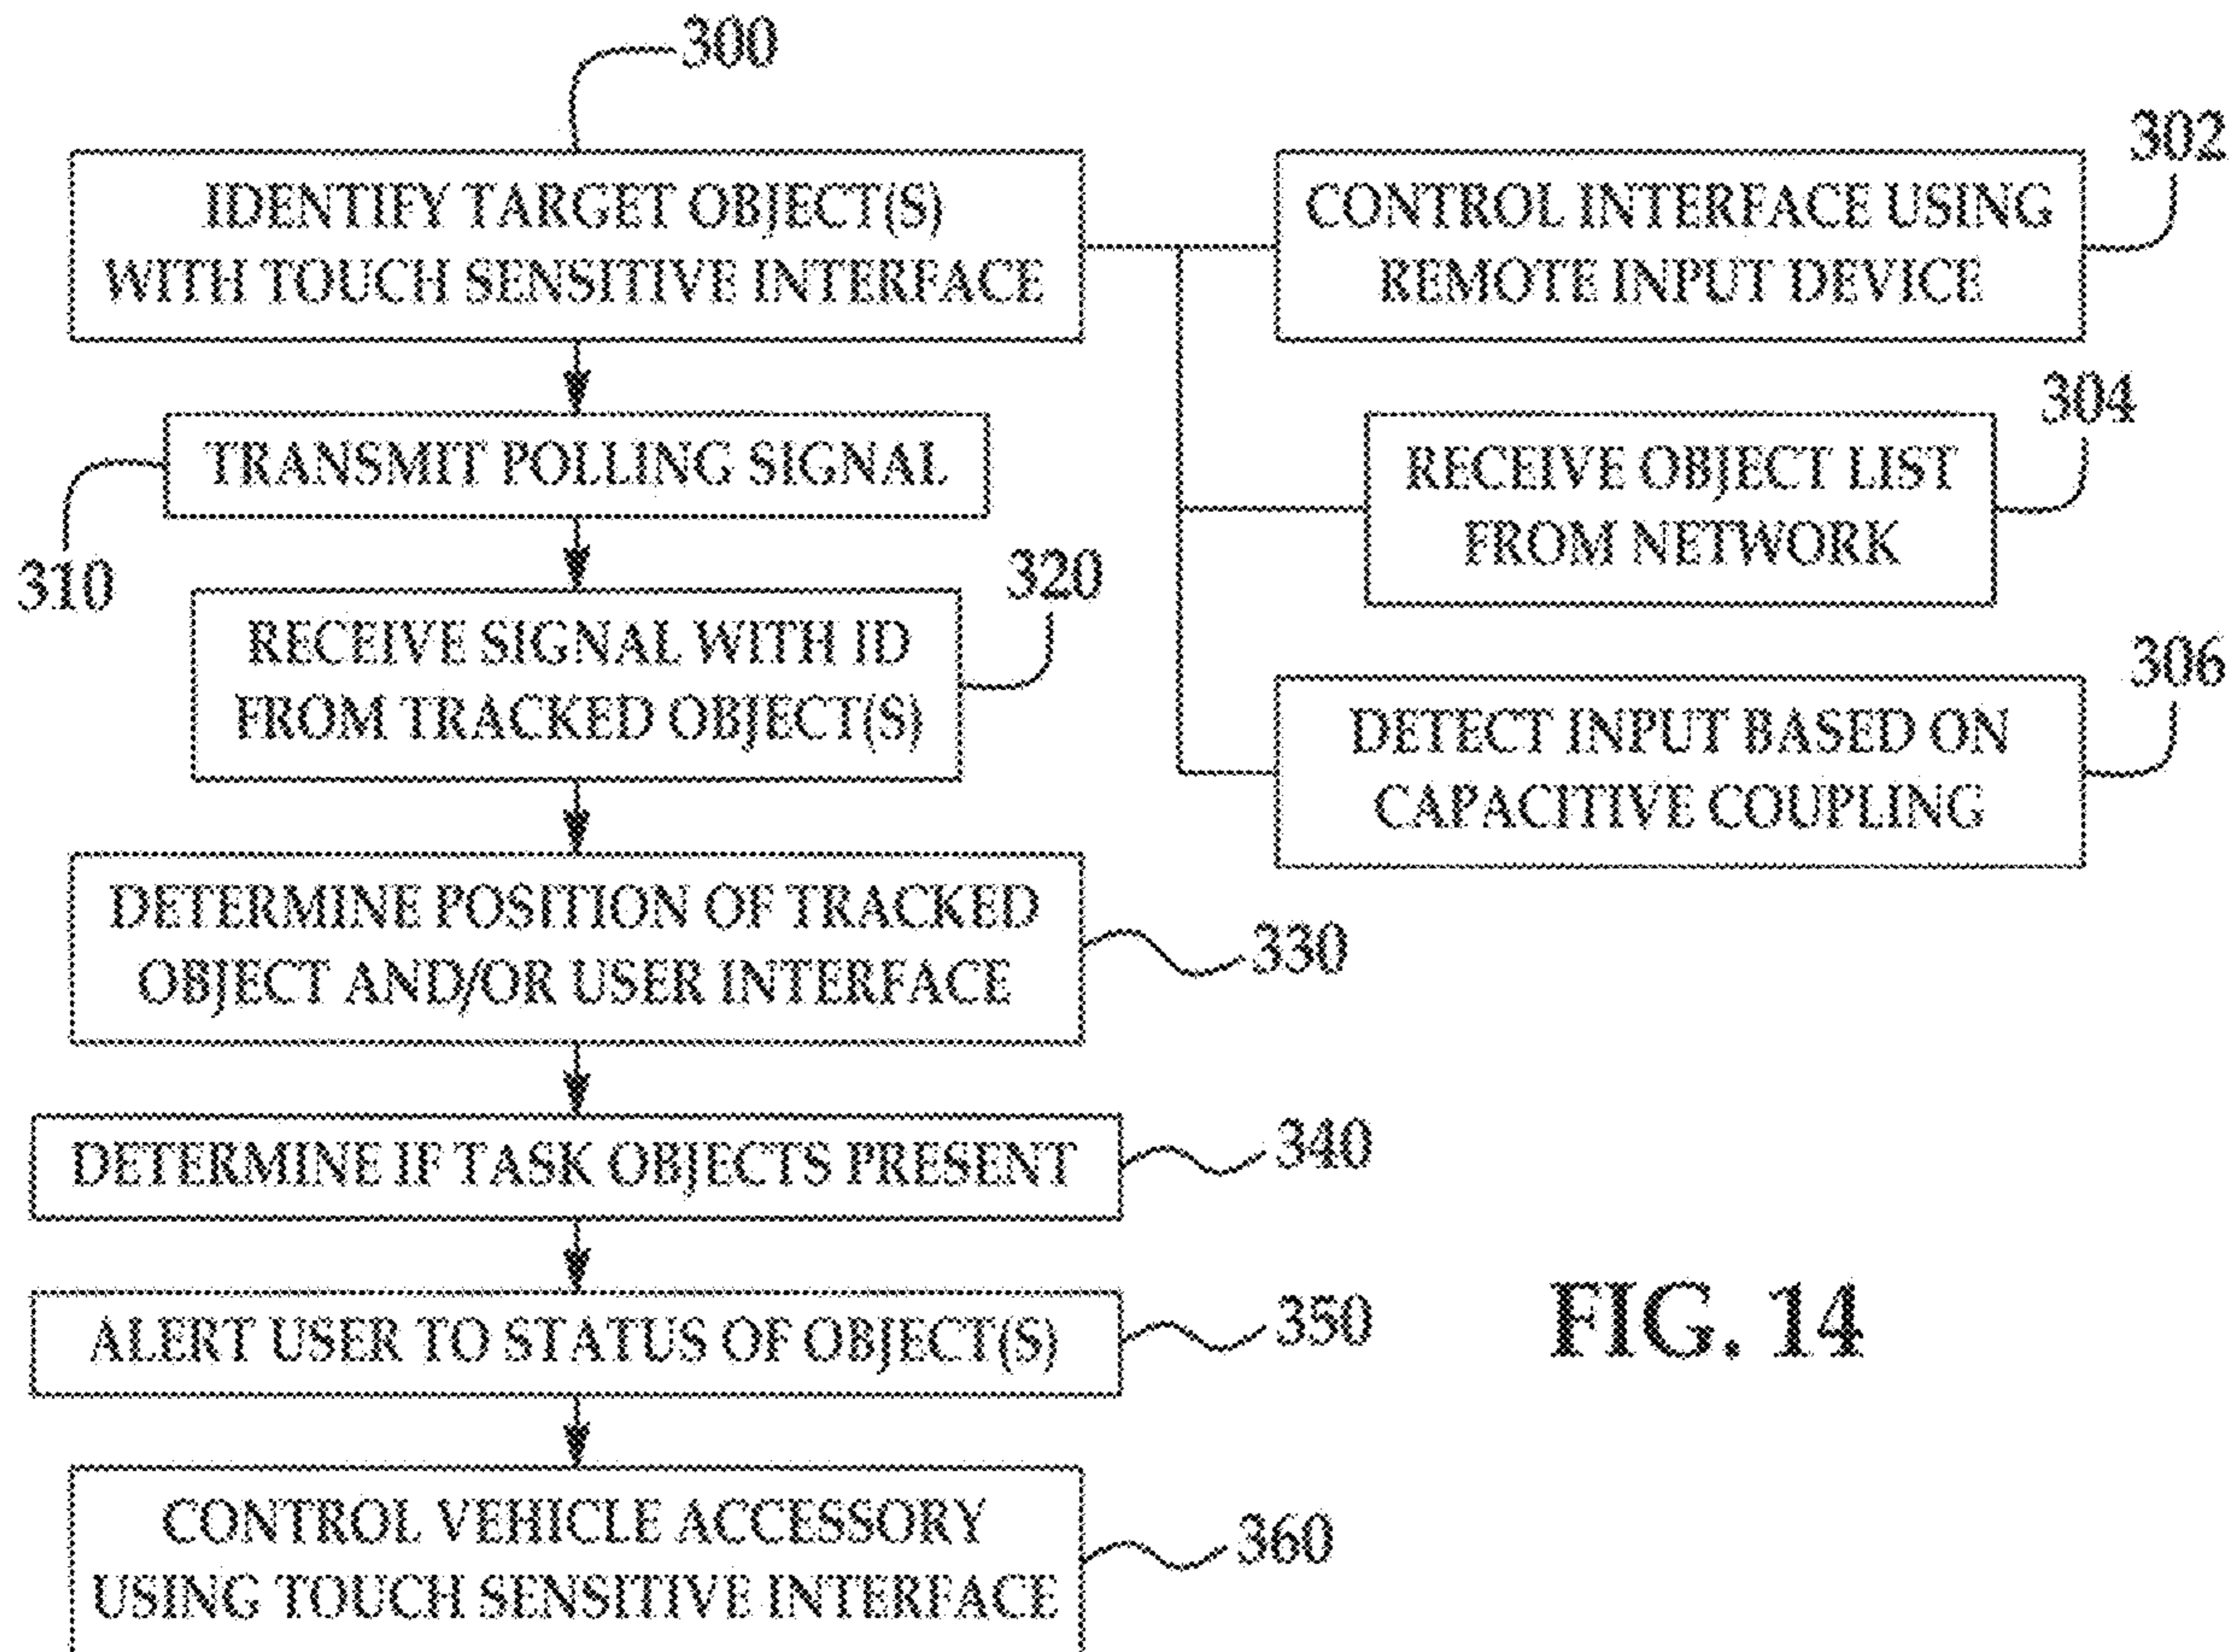 300
IDENTIFY TARGET OBJECT(S)
WITH TOUCH SENSITIVE INTERFACE
302
CONTROL INTERFACE USING
REMOTE INPUT DEVICE
304
RECEIVE OBJECT LIST
FROM NETWORK
306
DETECT INPUT BASED ON
CAPACITIVE COUPLING
310
TRANSMIT POLLING SIGNAL
320
RECEIVE SIGNAL WITH ID
FROM TRACKED OBJECT(S)
DETERMINE POSITION OF TRACKED
OBJECT AND/OR USER INTERFACE
330
DETERMINE IF TASK OBJECTS PRESENT
340
ALERT USER TO STATUS OF OBJECT(S)
350
CONTROL VEHICLE ACCESSORY
USING TOUCH SENSITIVE INTERFACE
360
FIG. 14